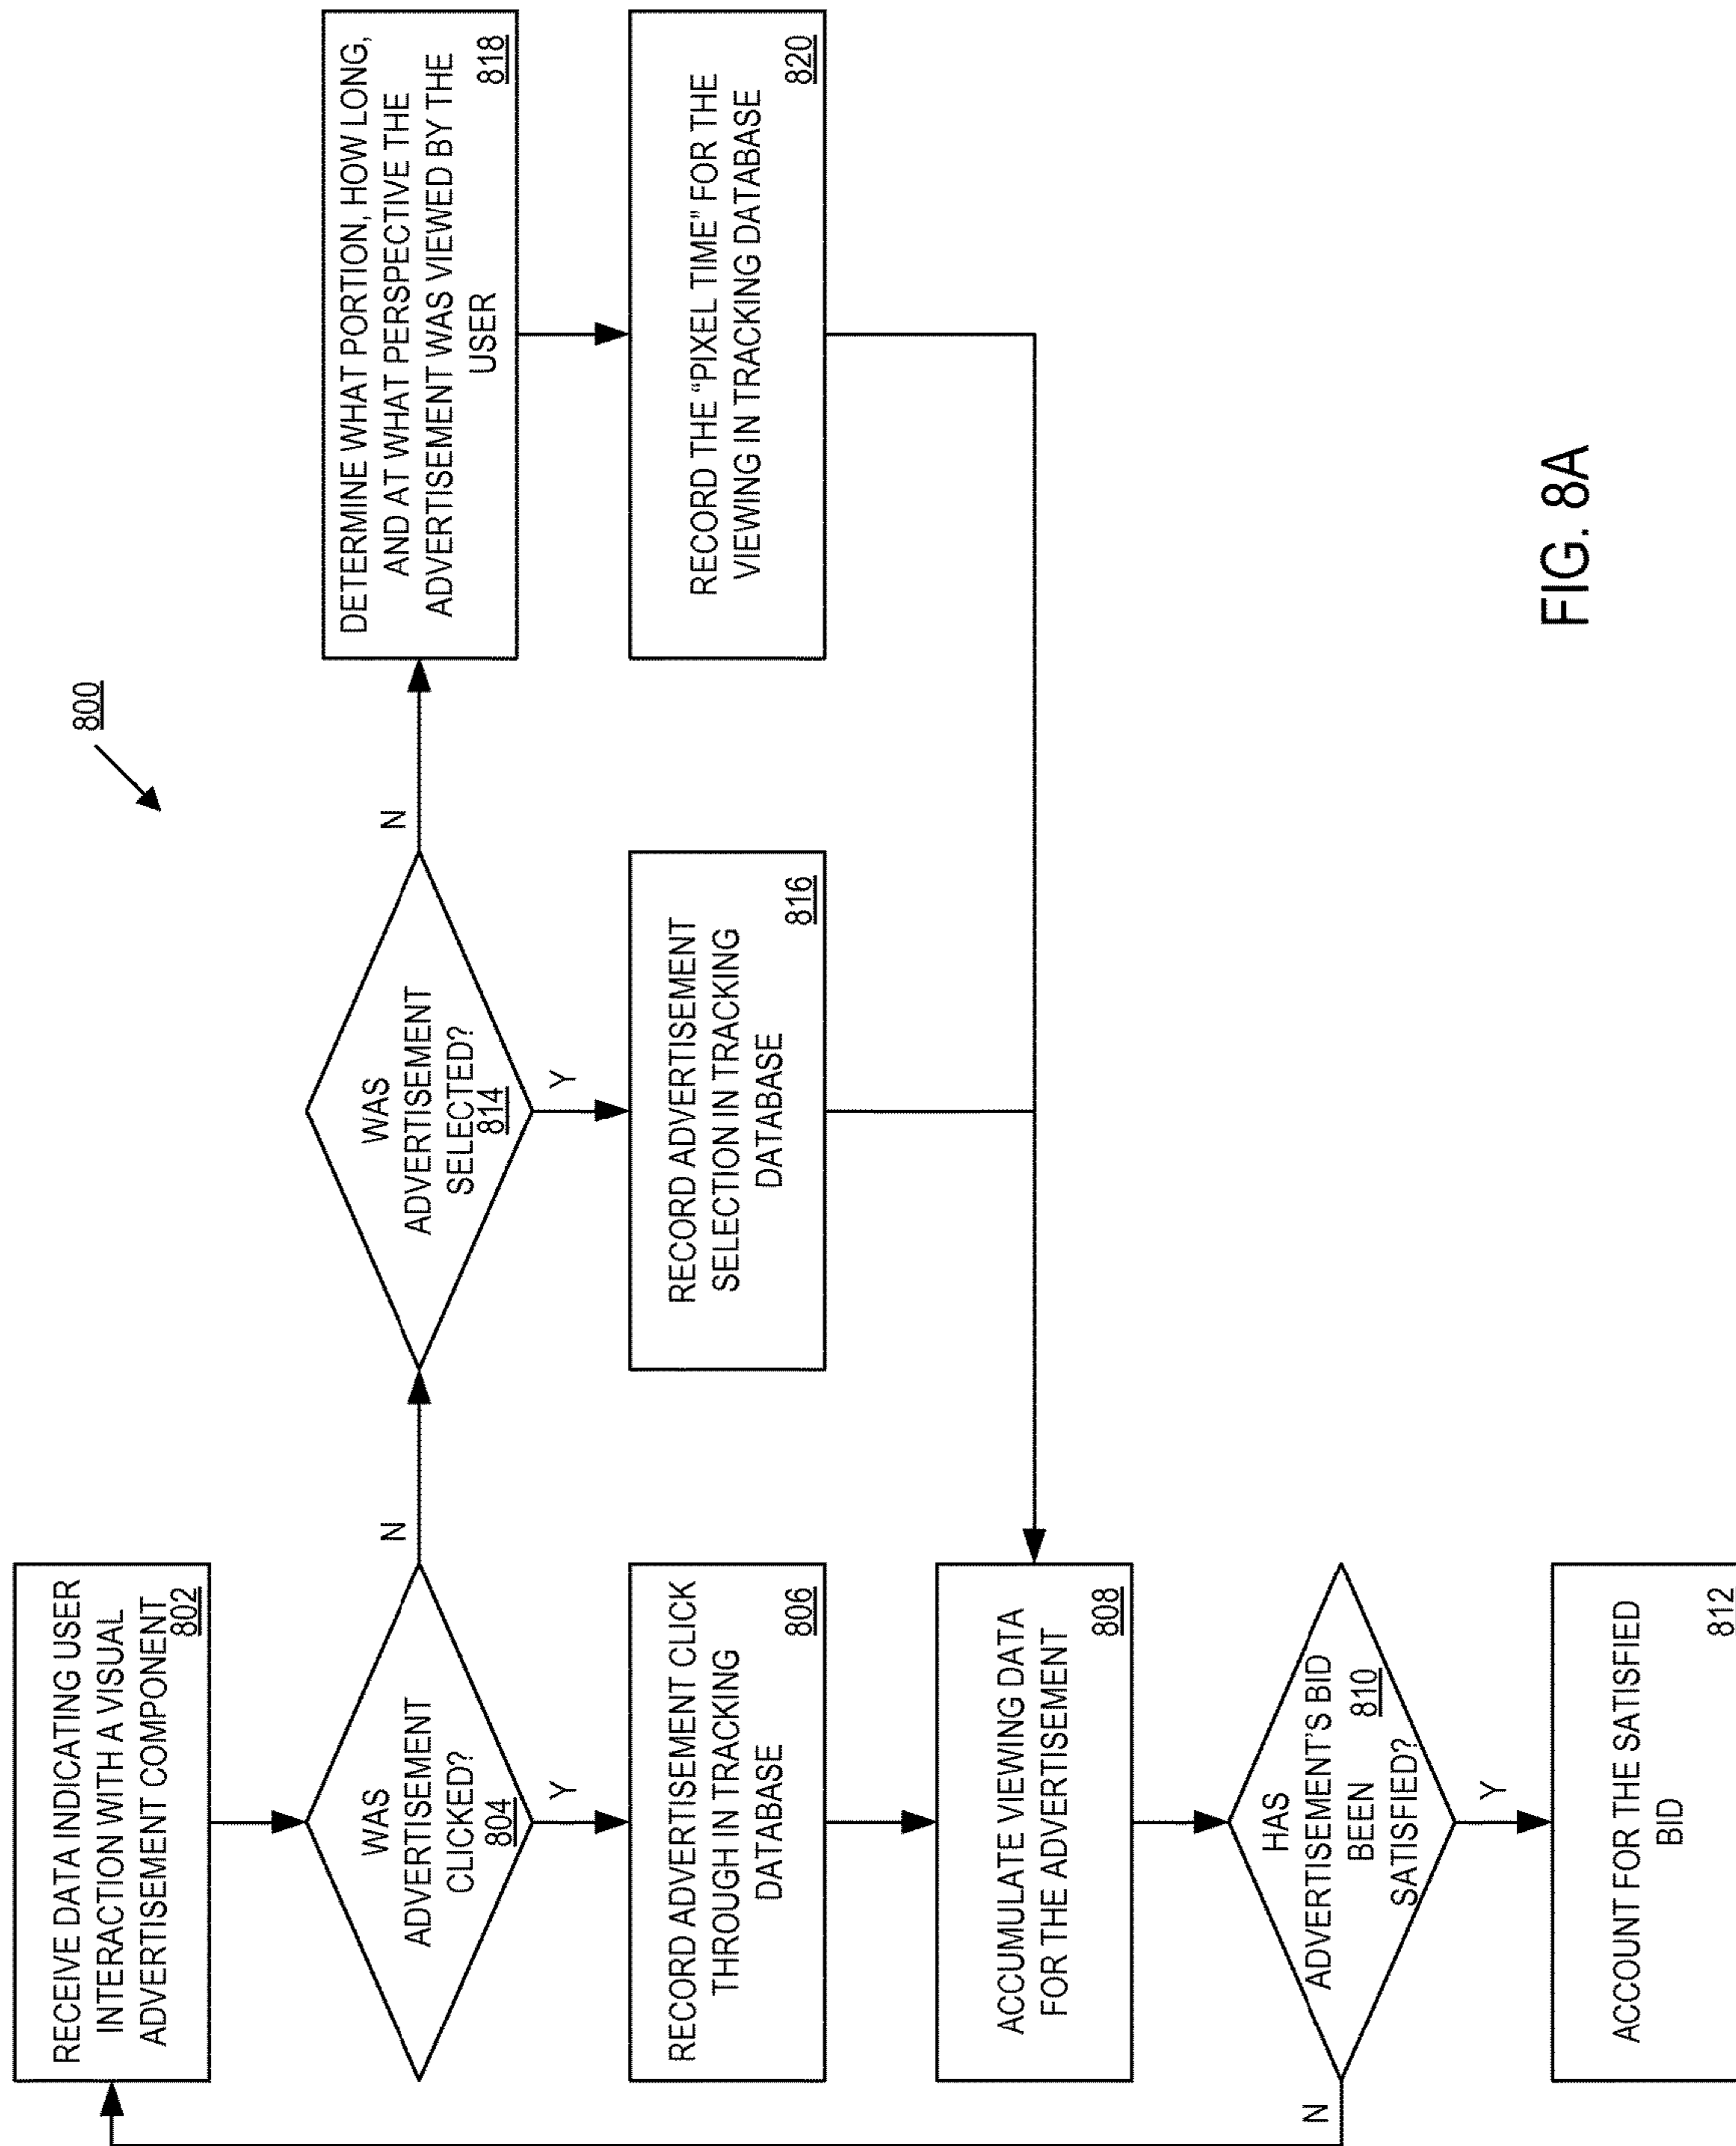 800
RECEIVE DATA INDICATING USER
INTERACTION WITH A VISUAL
ADVERTISEMENT COMPONENT
802
WAS
ADVERTISEMENT
CLICKED?
804
N
Y
WAS
ADVERTISEMENT
SELECTED?
814
N
Y
DETERMINE WHAT PORTION, HOW LONG,
AND AT WHAT PERSPECTIVE THE
ADVERTISEMENT WAS VIEWED BY THE
USER
818
RECORD ADVERTISEMENT CLICK
THROUGH IN TRACKING
DATABASE
806
RECORD ADVERTISEMENT
SELECTION IN TRACKING
DATABASE
816
RECORD THE “PIXEL TIME” FOR THE
VIEWING IN TRACKING DATABASE
820
ACCUMULATE VIEWING DATA
FOR THE ADVERTISEMENT
808
HAS
ADVERTISEMENT’S BID
BEEN
SATISFIED?
810
N
Y
ACCOUNT FOR THE SATISFIED
BID
812
FIG. 8A